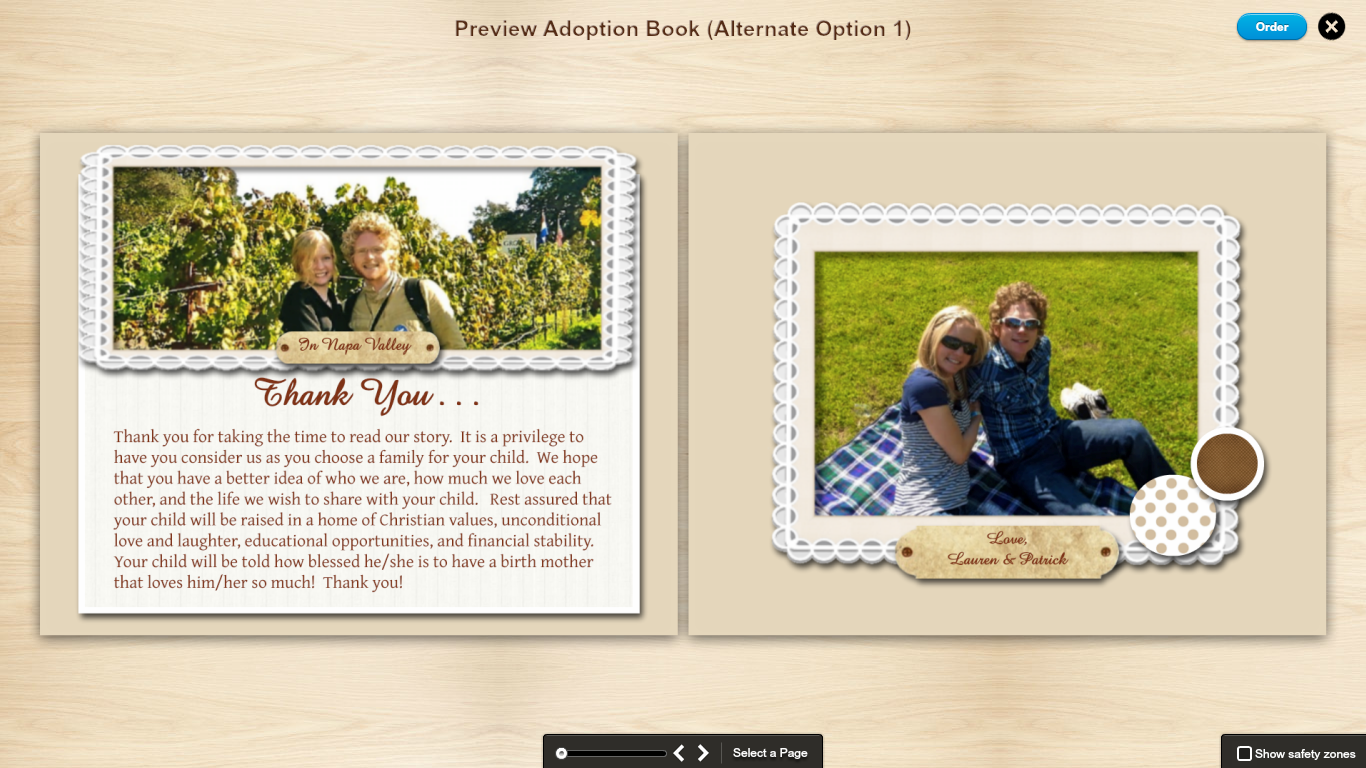 Preview Adoption Book (Alternate Option 1)
Order
In Napa Valley
Thank You . . .
Thank you for taking the time to read our story.  It is a privilege to
have you consider us as you choose a family for your child.  We hope
that you have a better idea of who we are, how much we love each
other, and the life we wish to share with your child.   Rest assured that
your child will be raised in a home of Christian values, unconditional
love and laughter, educational opportunities, and financial stability.
Your child will be told how blessed he/she is to have a birth mother
that loves him/her so much!  Thank you!
Love,
Lauren & Patrick
Select a Page
Show safety zones